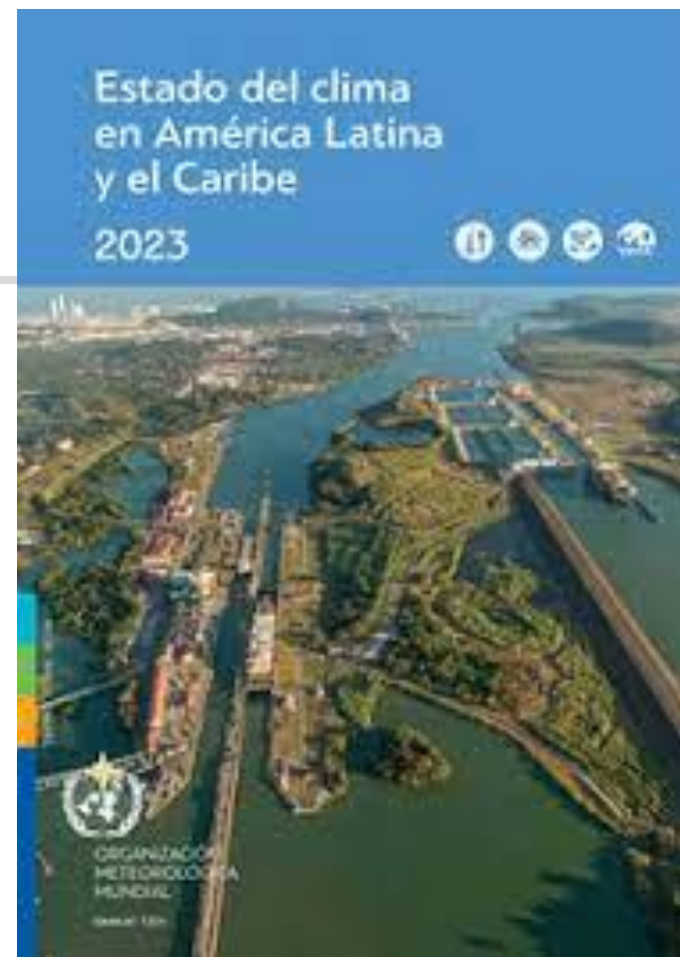 Estado del clima
en América Latina
y el Caribe
2023
ORGANIZACIÓN
METEOROLÓGICA
MUNDIAL